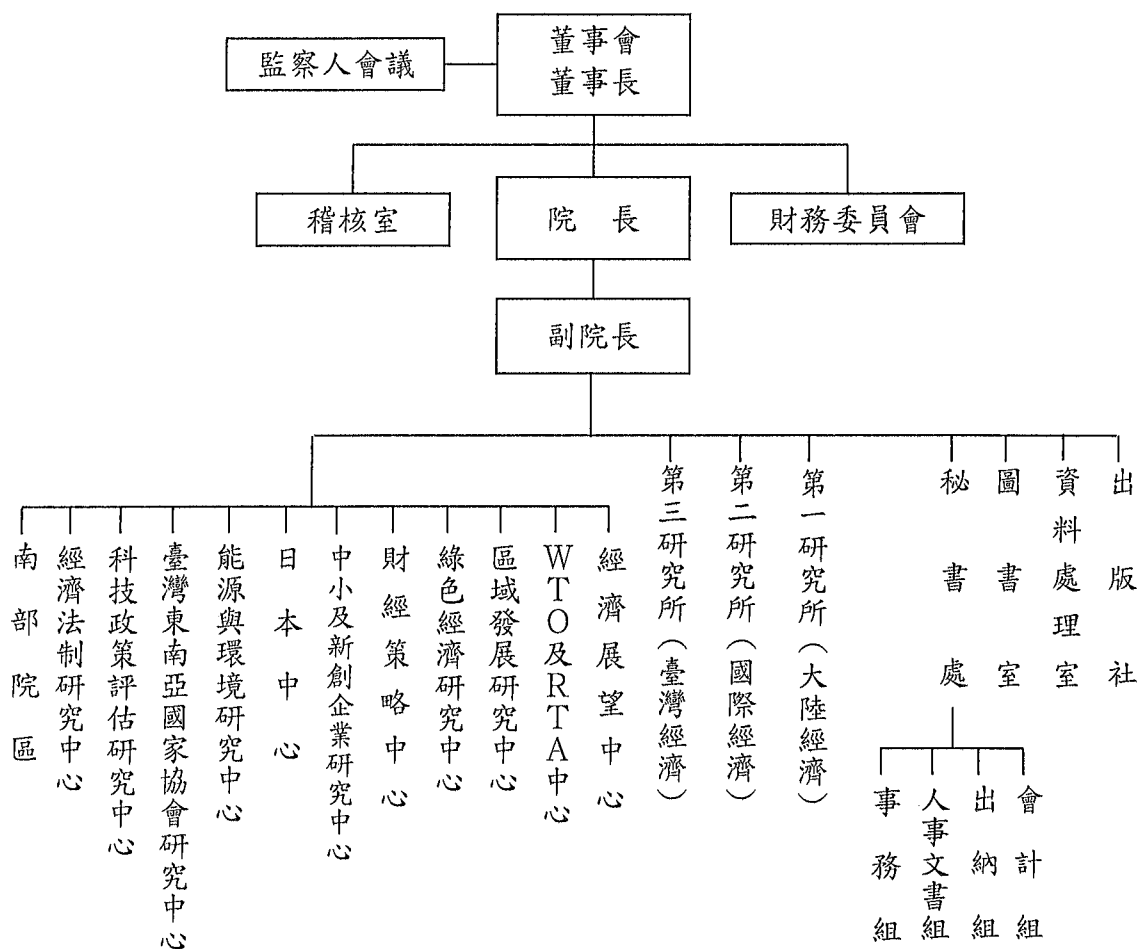 董事會
董事長
監察人會議
稽核室
院長
財務委員會
副院長
出版社
資料處理室
圖書室
秘書處
第一研究所（大陸經濟）
第二研究所（國際經濟）
第三研究所（臺灣經濟）
經濟展望中心
WTO及RTA中心
區域發展研究中心
綠色經濟研究中心
財經策略中心
中小及新創企業研究中心
日本中心
能源與環境研究中心
臺灣東南亞國家協會研究中心
科技政策評估研究中心
經濟法制研究中心
南部院區
會計組
出納組
人事文書組
事務組